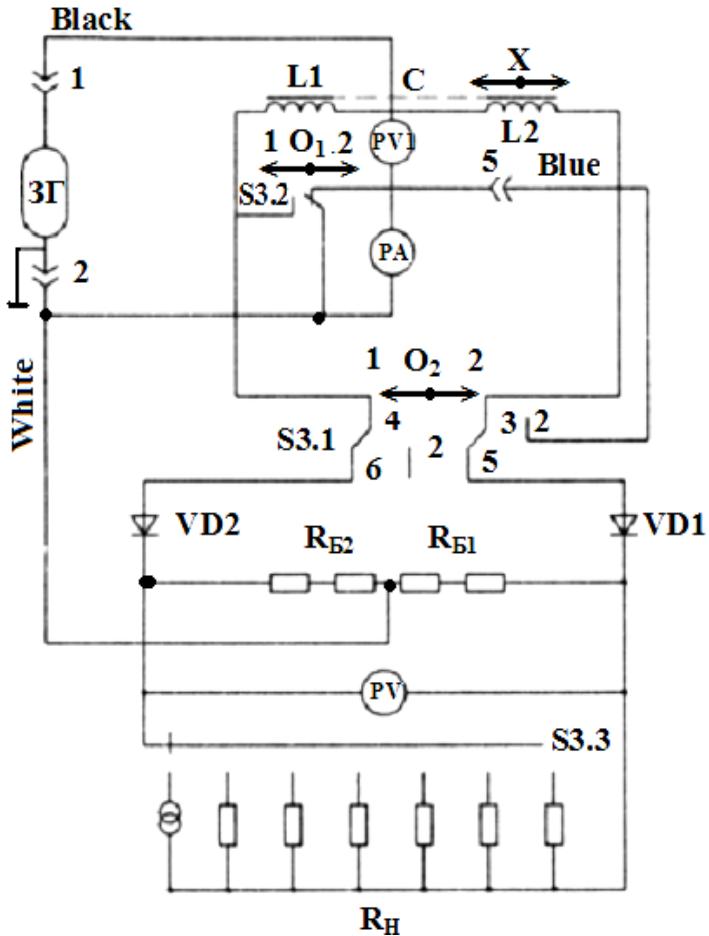 Black
1
L1
C
X
L2
PV1
1 O1 2
5
Blue
ЗГ
S3.2
PA
2
White
1 O2 2
4
3 2
S3.1
2
6
5
VD2
VD1
RБ2
RБ1
PV
S3.3
RН